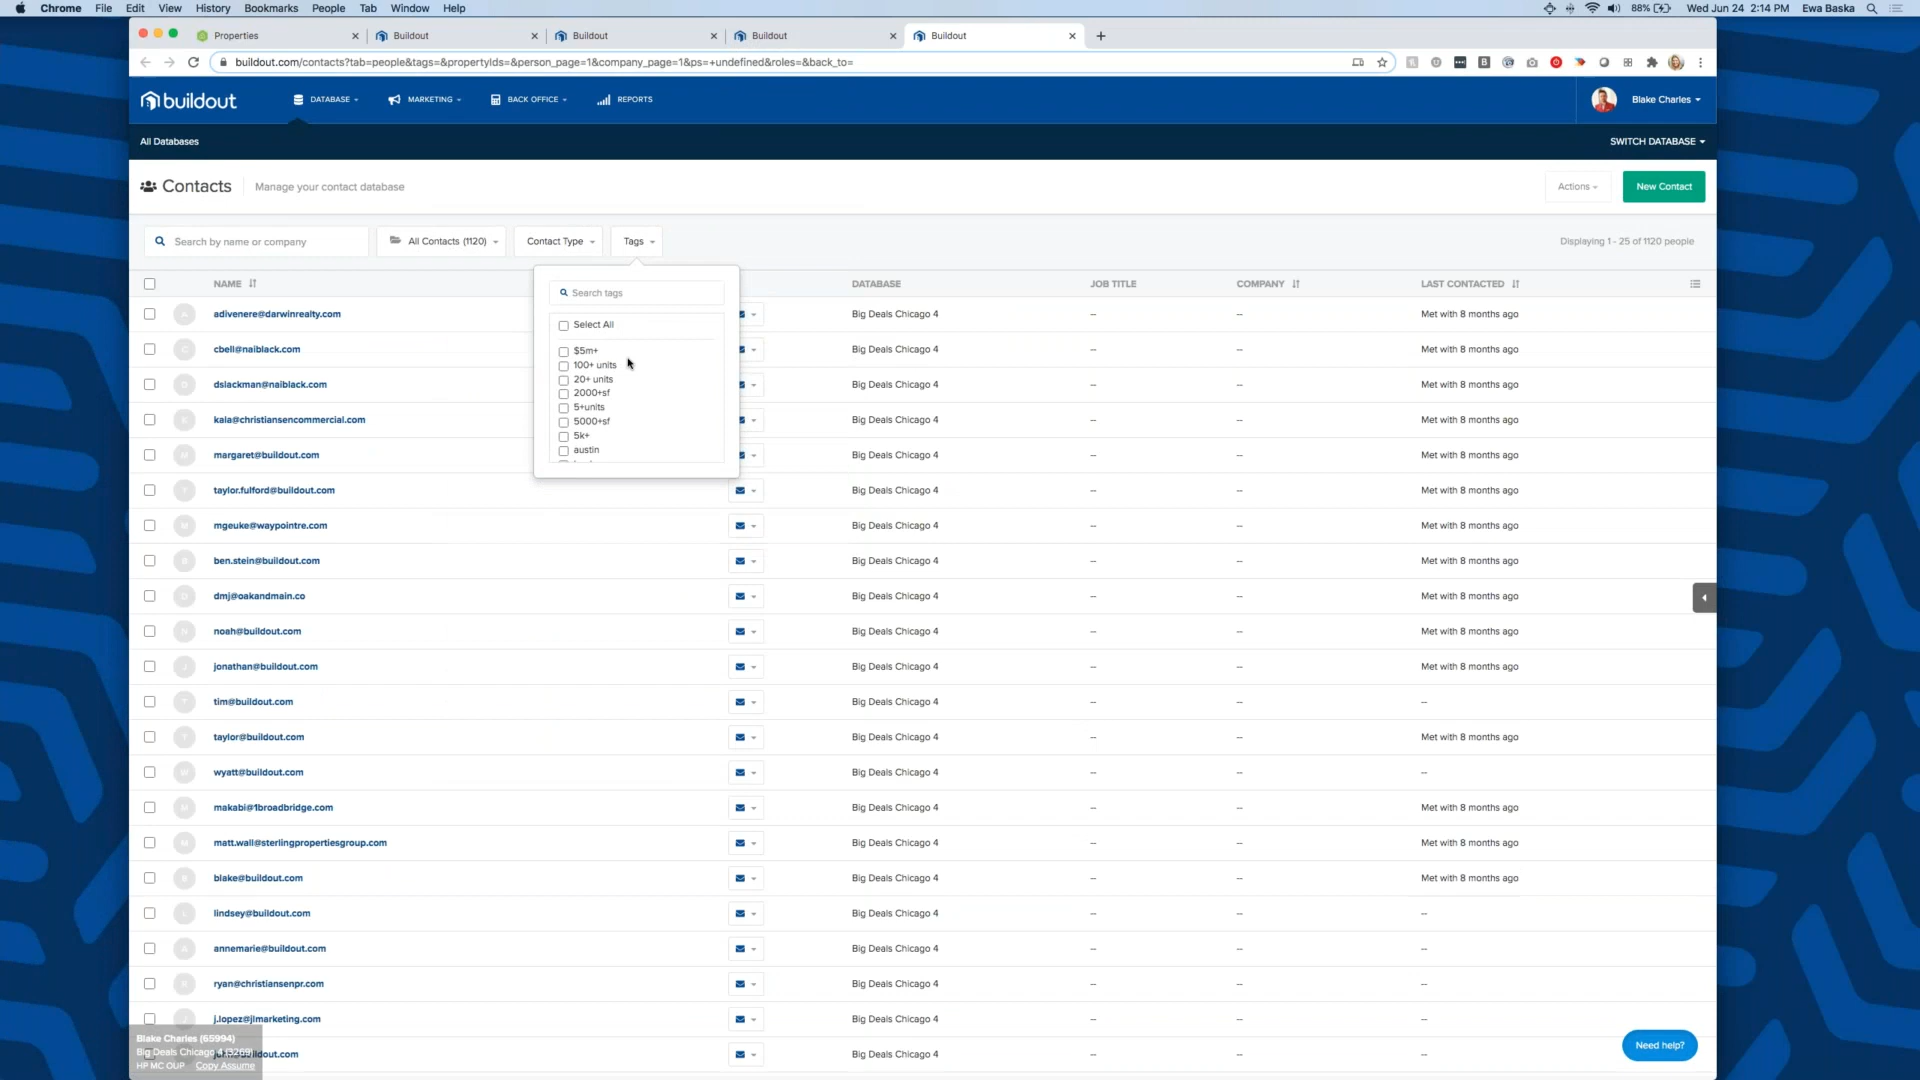 Chrome File Edit View History Bookmarks People Tab Window Help 88% Wed Jun 24 2:14 PM Ewa Baska
Properties Buildout Buildout Buildout Buildout
buildout.com/contacts?tab=people&tags=&propertyIds=&person_page=1&company_page=1&ps=+undefined&roles=&back_to=
buildout DATABASE MARKETING BACK OFFICE REPORTS Blake Charles
All Databases SWITCH DATABASE
Contacts Manage your contact database Actions New Contact
Search by name or company All Contacts (1120) Contact Type Tags Displaying 1 - 25 of 1120 people
NAME DATABASE JOB TITLE COMPANY LAST CONTACTED
Search tags
Select All
$5m+
100+ units
20+ units
2000+sf
5+units
5000+sf
5k+
austin
adivenere@darwinrealty.com Big Deals Chicago 4 -- -- Met with 8 months ago
cbell@naiblack.com Big Deals Chicago 4 -- -- Met with 8 months ago
dslackman@naiblack.com Big Deals Chicago 4 -- -- Met with 8 months ago
kala@christiansencommercial.com Big Deals Chicago 4 -- -- Met with 8 months ago
margaret@buildout.com Big Deals Chicago 4 -- -- Met with 8 months ago
taylor.fulford@buildout.com Big Deals Chicago 4 -- -- Met with 8 months ago
mgeuke@waypointre.com Big Deals Chicago 4 -- -- Met with 8 months ago
ben.stein@buildout.com Big Deals Chicago 4 -- -- Met with 8 months ago
dmj@oakandmain.co Big Deals Chicago 4 -- -- Met with 8 months ago
noah@buildout.com Big Deals Chicago 4 -- -- Met with 8 months ago
jonathan@buildout.com Big Deals Chicago 4 -- -- Met with 8 months ago
tim@buildout.com Big Deals Chicago 4 -- -- --
taylor@buildout.com Big Deals Chicago 4 -- -- Met with 8 months ago
wyatt@buildout.com Big Deals Chicago 4 -- -- --
makabi@1broadbridge.com Big Deals Chicago 4 -- -- Met with 8 months ago
matt.wall@sterlingpropertiesgroup.com Big Deals Chicago 4 -- -- Met with 8 months ago
blake@buildout.com Big Deals Chicago 4 -- -- Met with 8 months ago
lindsey@buildout.com Big Deals Chicago 4 -- -- --
annemarie@buildout.com Big Deals Chicago 4 -- -- --
ryan@christiansenpr.com Big Deals Chicago 4 -- -- --
j.lopez@jlmarketing.com Big Deals Chicago 4 -- -- --
Big Deals Chicago 4 -- -- --
Blake Charles (65994)
Big Deals Chicago 4 (3269)
HP MC OUP Copy Assume
Need help?